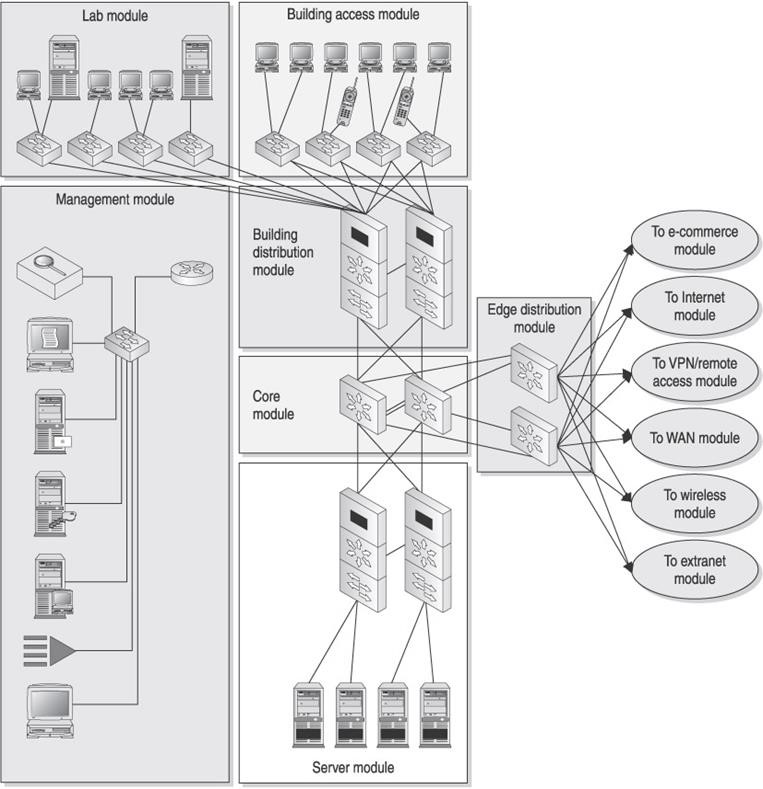 Lab module
Building access module
Management module
Building
distribution
module
Edge distribution
module
Core
module
Server module
To e-commerce
module
To Internet
module
To VPN/remote
access module
To WAN module
To wireless
module
To extranet
module